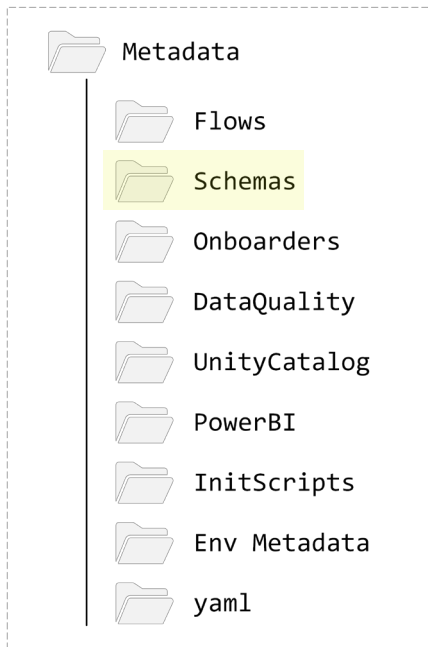 Metadata
Flows
Schemas
Onboarders
DataQuality
UnityCatalog
PowerBI
InitScripts
Env Metadata
yaml